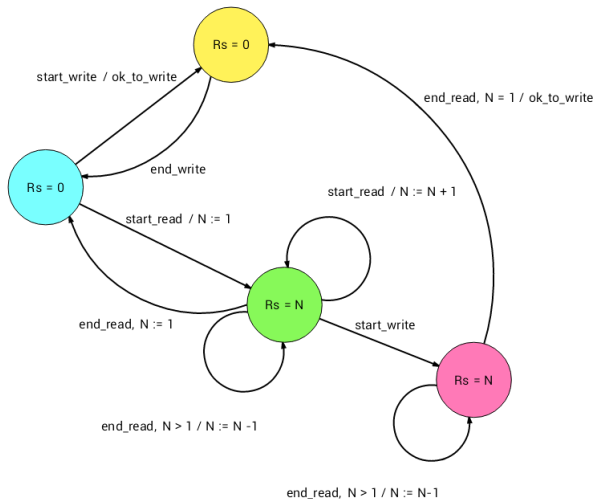 Rs = 0
start_write / ok_to_write
end_read, N = 1 / ok_to_write
end_write
Rs = 0
start_read / N := N + 1
start_read / N := 1
Rs = N
end_read, N := 1
start_write
Rs = N
end_read, N > 1 / N := N -1
end_read, N > 1 / N := N-1